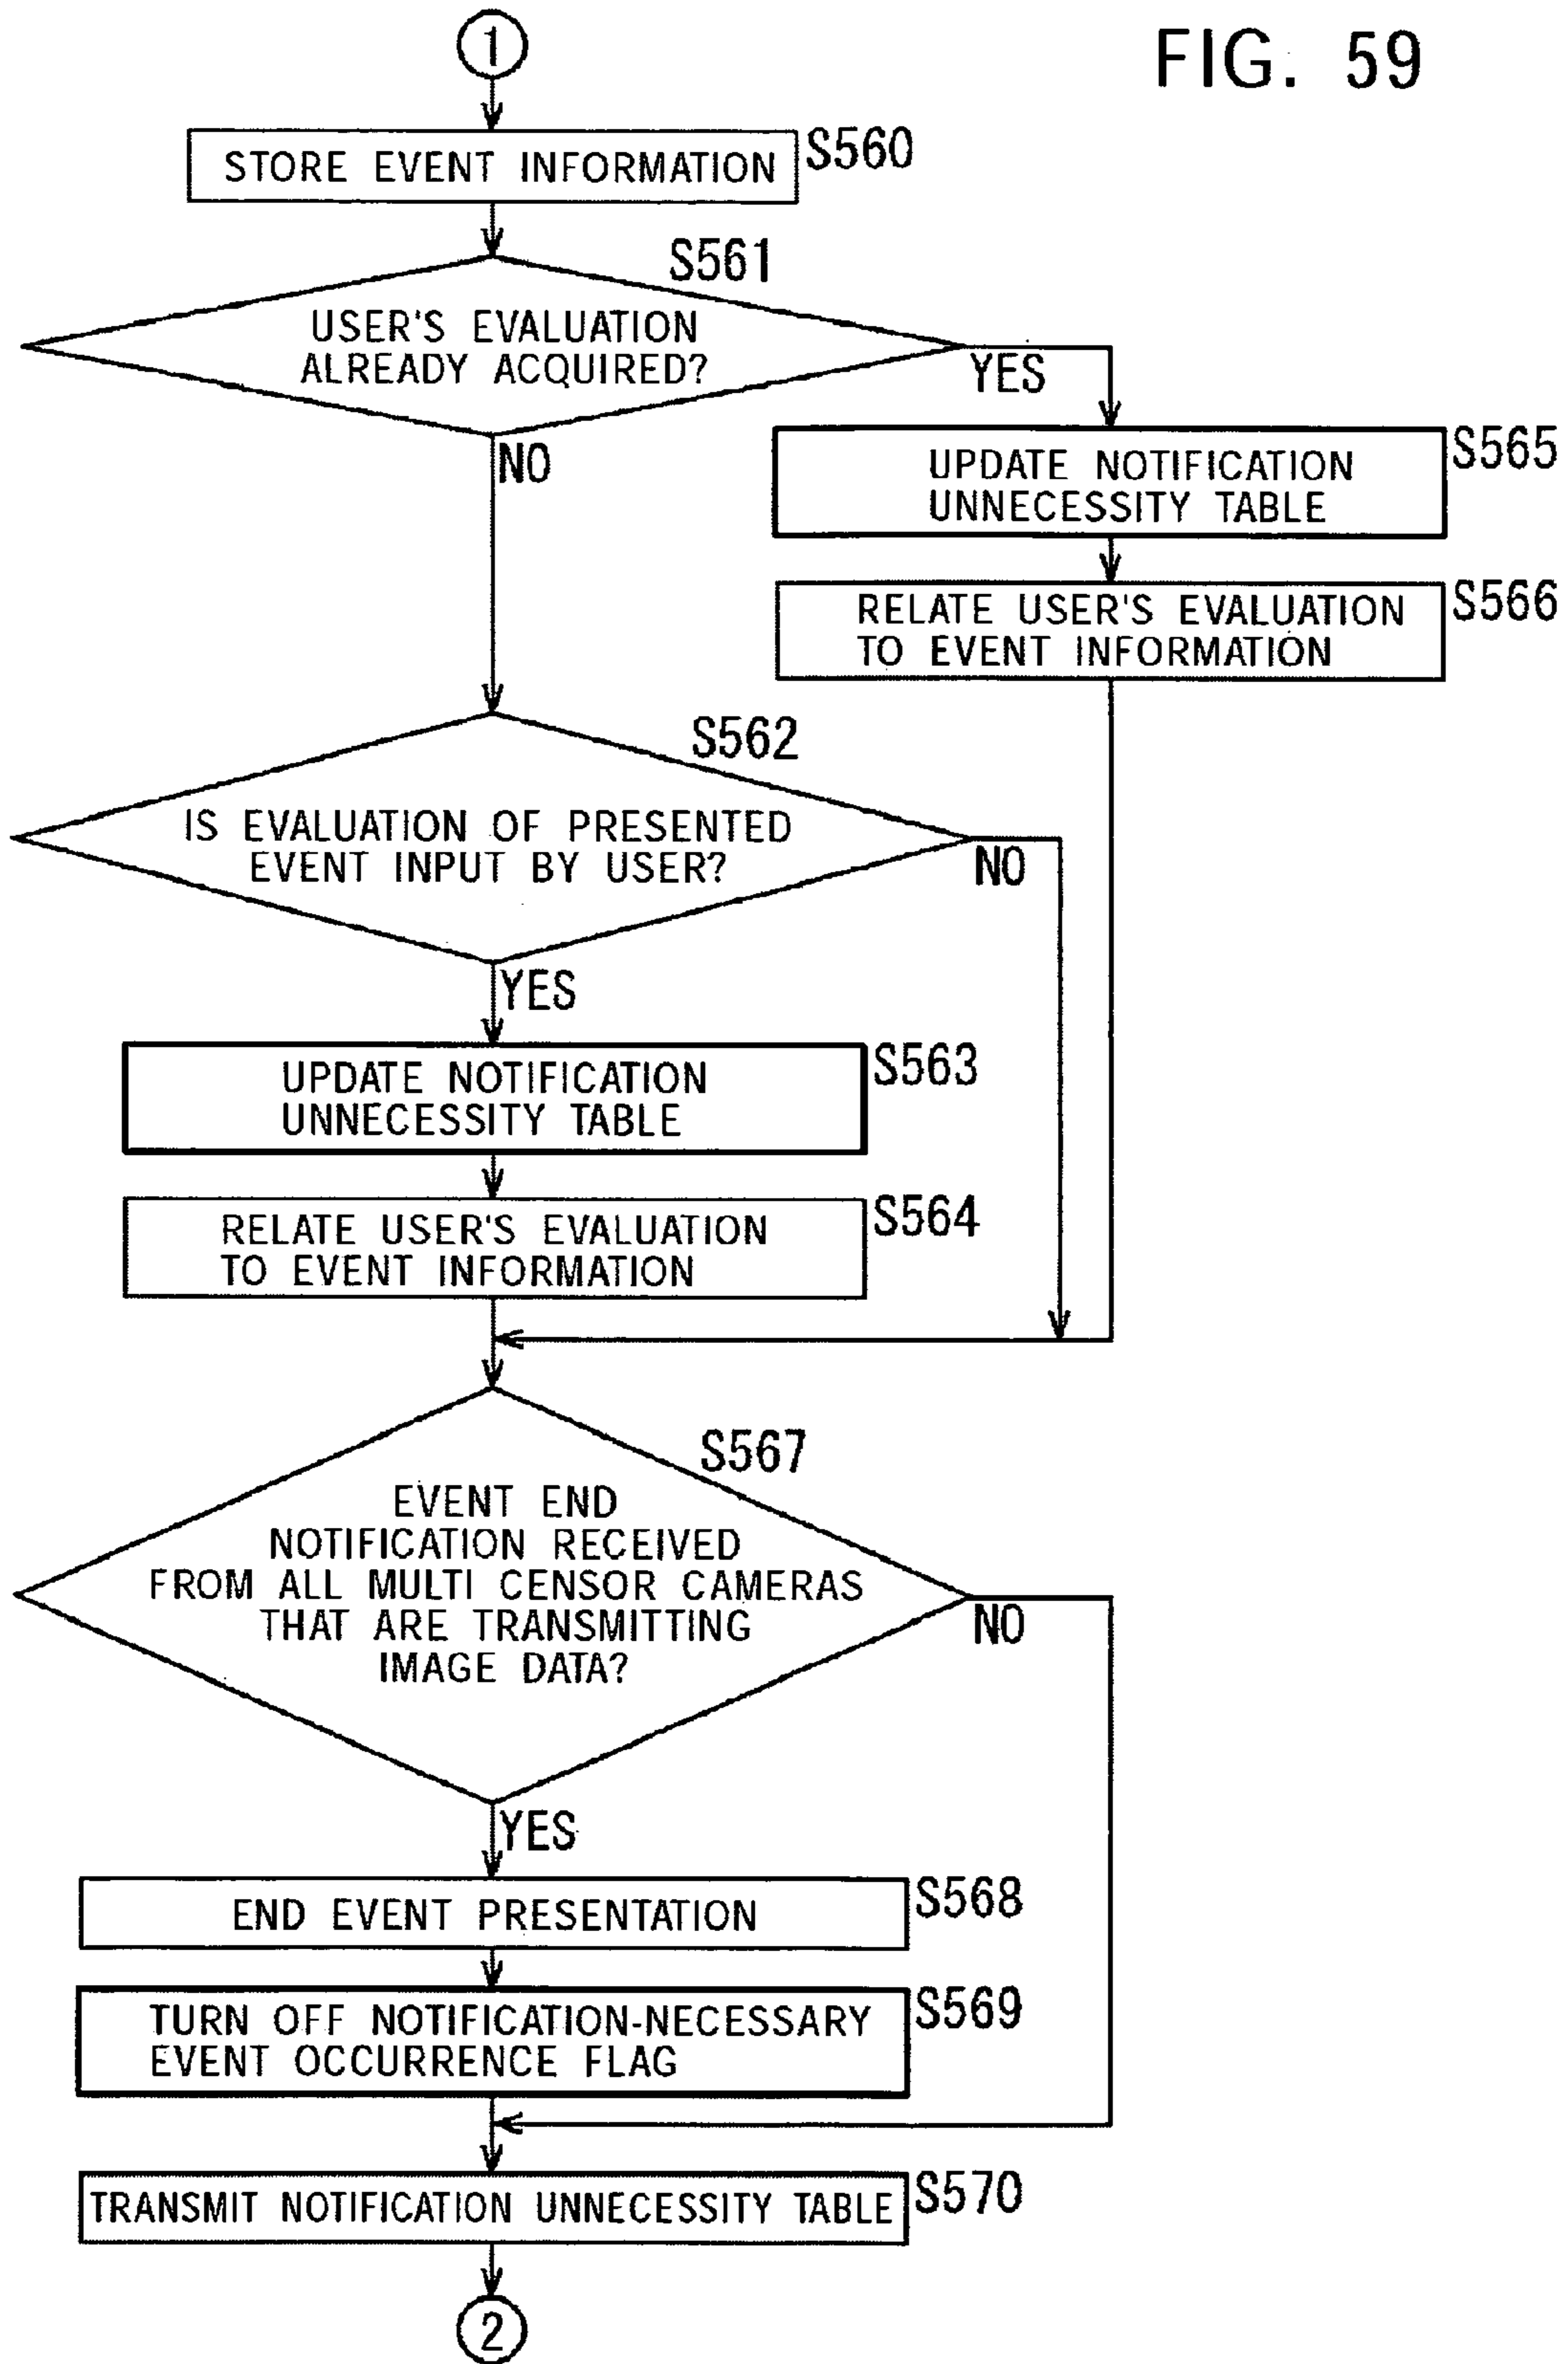 FIG. 59
1
STORE EVENT INFORMATION
S560
S561
USER'S EVALUATION
ALREADY ACQUIRED?
YES
NO
UPDATE NOTIFICATION
UNNECESSITY TABLE
S565
RELATE USER'S EVALUATION
TO EVENT INFORMATION
S566
S562
IS EVALUATION OF PRESENTED
EVENT INPUT BY USER?
NO
YES
UPDATE NOTIFICATION
UNNECESSITY TABLE
S563
RELATE USER'S EVALUATION
TO EVENT INFORMATION
S564
S567
EVENT END
NOTIFICATION RECEIVED
FROM ALL MULTI CENSOR CAMERAS
THAT ARE TRANSMITTING
IMAGE DATA?
NO
YES
END EVENT PRESENTATION
S568
TURN OFF NOTIFICATION-NECESSARY
EVENT OCCURRENCE FLAG
S569
TRANSMIT NOTIFICATION UNNECESSITY TABLE
S570
2